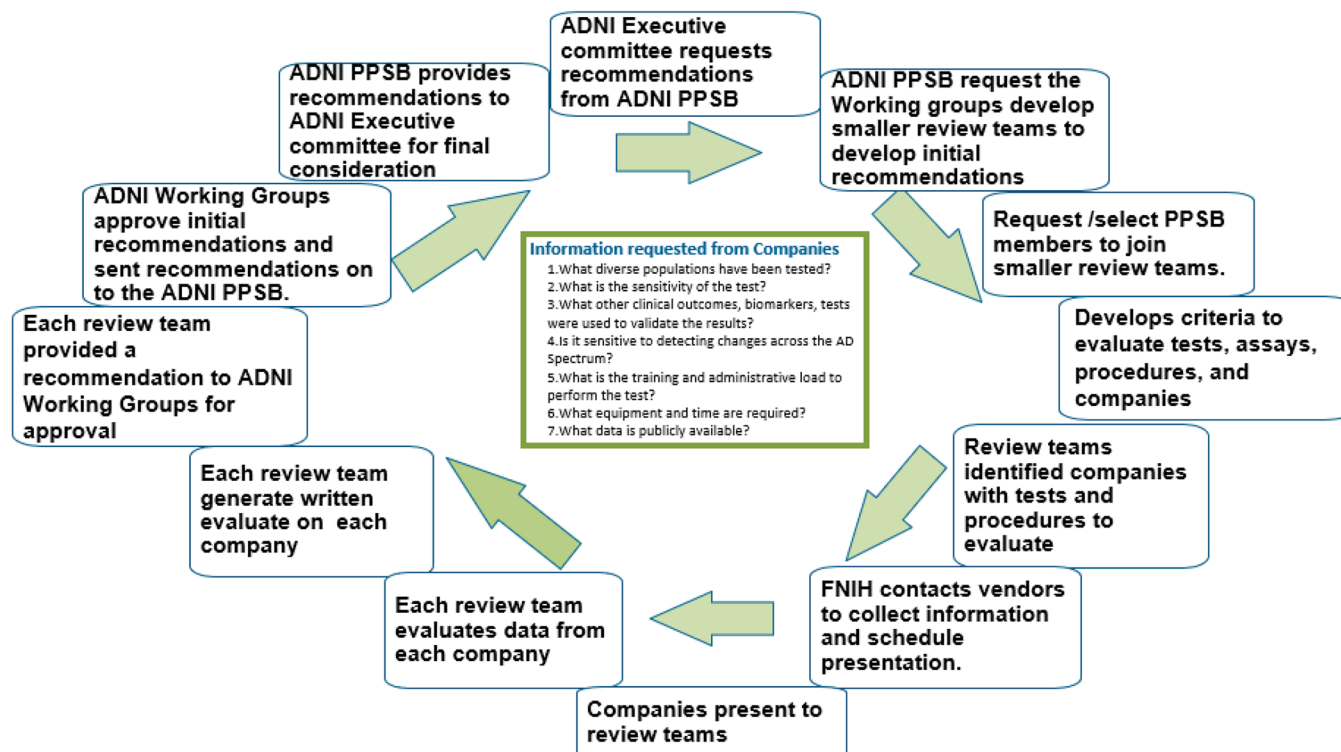 ADNI Executive
committee requests
recommendations
from ADNI PPSB
ADNI PPSB request the
Working groups develop
smaller review teams to
develop initial
recommendations
Request /select PPSB
members to join
smaller review teams.
Develops criteria to
evaluate tests, assays,
procedures, and
companies
Review teams
identified companies
with tests and
procedures to
evaluate
FNIH contacts vendors
to collect information
and schedule
presentation.
Companies present to
review teams
Each review team
evaluates data from
each company
Each review team
generate written
evaluate on each
company
Each review team
provided a
recommendation to ADNI
Working Groups for
approval
ADNI Working Groups
approve initial
recommendations and
sent recommendations on
to the ADNI PPSB.
ADNI PPSB provides
recommendations to
ADNI Executive
committee for final
consideration
Information requested from Companies
1.What diverse populations have been tested?
2.What is the sensitivity of the test?
3.What other clinical outcomes, biomarkers, tests
were used to validate the results?
4.Is it sensitive to detecting changes across the AD
Spectrum?
5.What is the training and administrative load to
perform the test?
6.What equipment and time are required?
7.What data is publicly available?